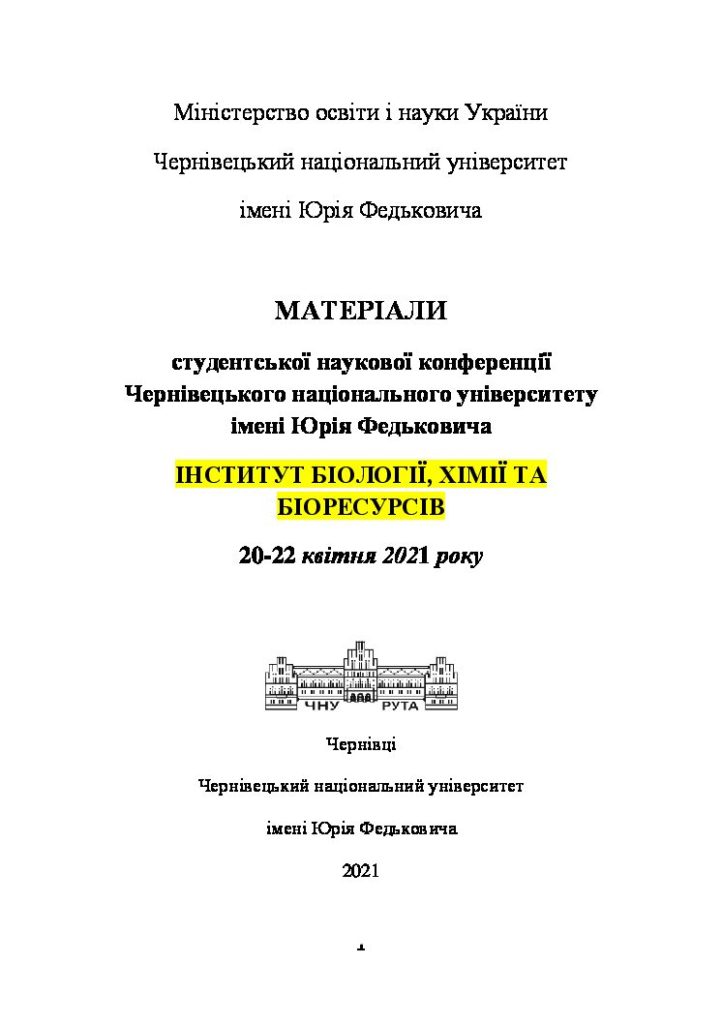 Міністерство освіти і науки України
Чернівецький національний університет
імені Юрія Федьковича
МАТЕРІАЛИ
студентської наукової конференції
Чернівецького національного університету
імені Юрія Федьковича
ІНСТИТУТ БІОЛОГІЇ, ХІМІЇ ТА
БІОРЕСУРСІВ
20-22 квітня 2021 року
ЧНУ РУТА
Чернівці
Чернівецький національний університет
імені Юрія Федьковича
2021
1